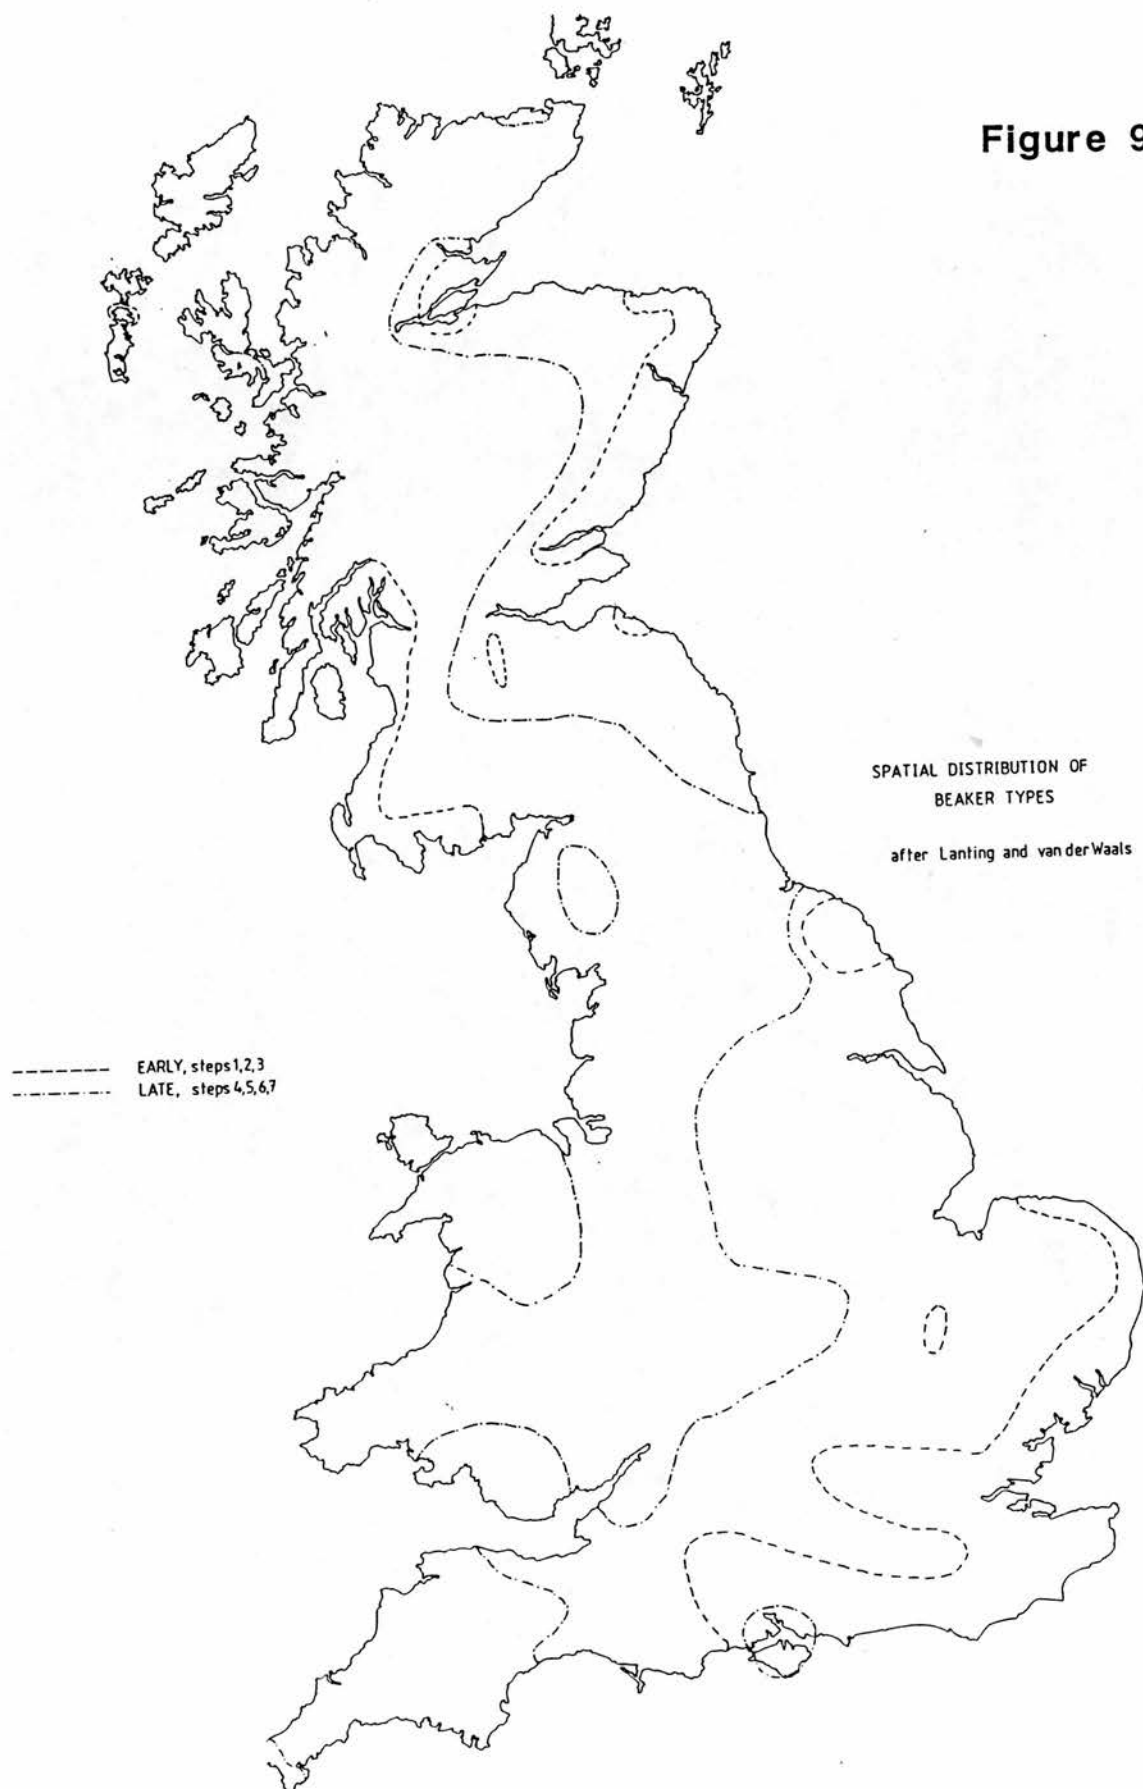 Figure 9
SPATIAL DISTRIBUTION OF
BEAKER TYPES
after Lanting and van der Waals
EARLY, steps 1,2,3
LATE, steps 4,5,6,7